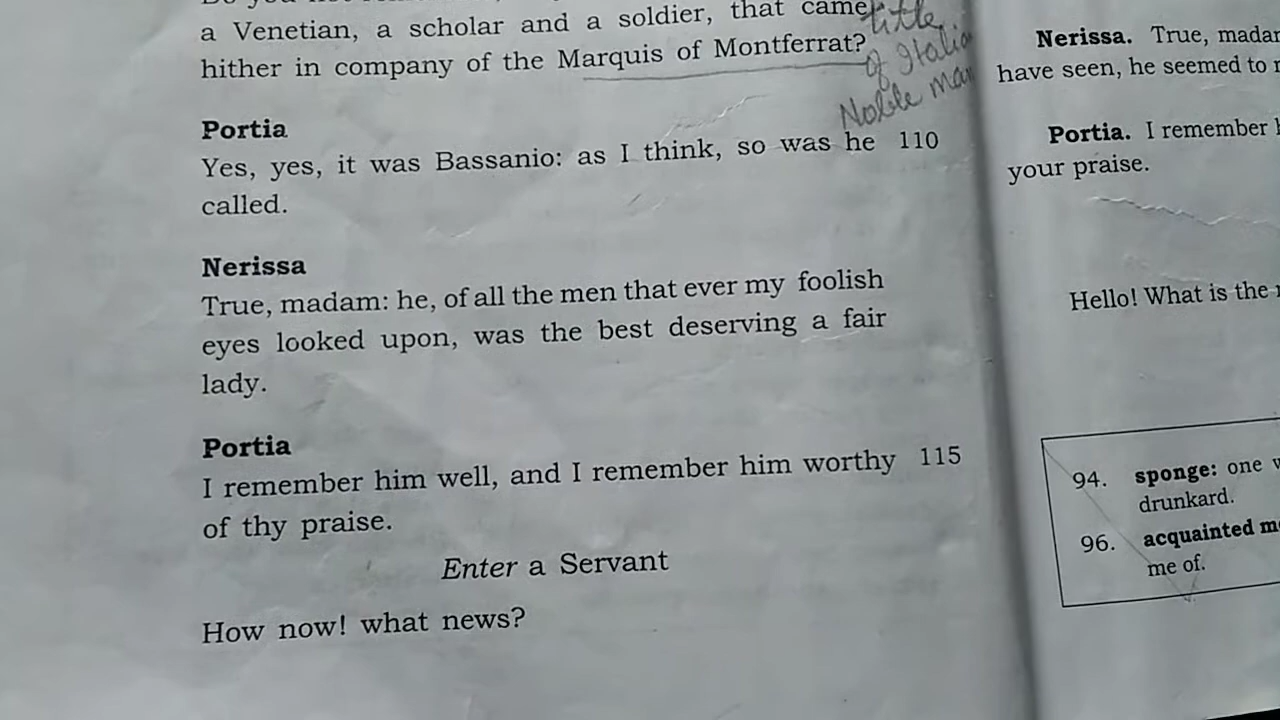 a Venetian, a scholar and a soldier, that came
hither in company of the Marquis of Montferrat?
title
of Italian
Noble man
Portia
Yes, yes, it was Bassanio: as I think, so was he 110
called.
Nerissa
True, madam: he, of all the men that ever my foolish
eyes looked upon, was the best deserving a fair
lady.
Portia
I remember him well, and I remember him worthy 115
of thy praise.
Enter a Servant
How now! what news?
Nerissa. True,
have seen, he seemed to
Portia. I remember
your praise.
Hello! What is the
94. sponge: one
drunkard.
96. acquainted
me of.